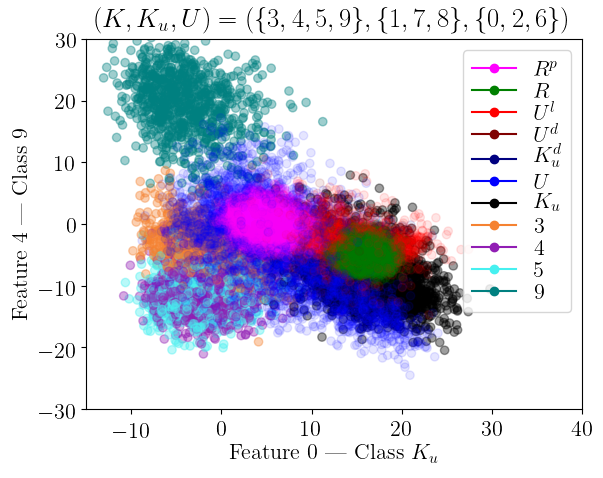 (K, K_u, U) = ({3, 4, 5, 9}, {1, 7, 8}, {0, 2, 6})
30
20
10
0
−10
−20
−30
Feature 4 — Class 9
R^p
R
U^l
U^d
K_u^d
U
K_u
3
4
5
9
−10
0
10
20
30
40
Feature 0 — Class K_u